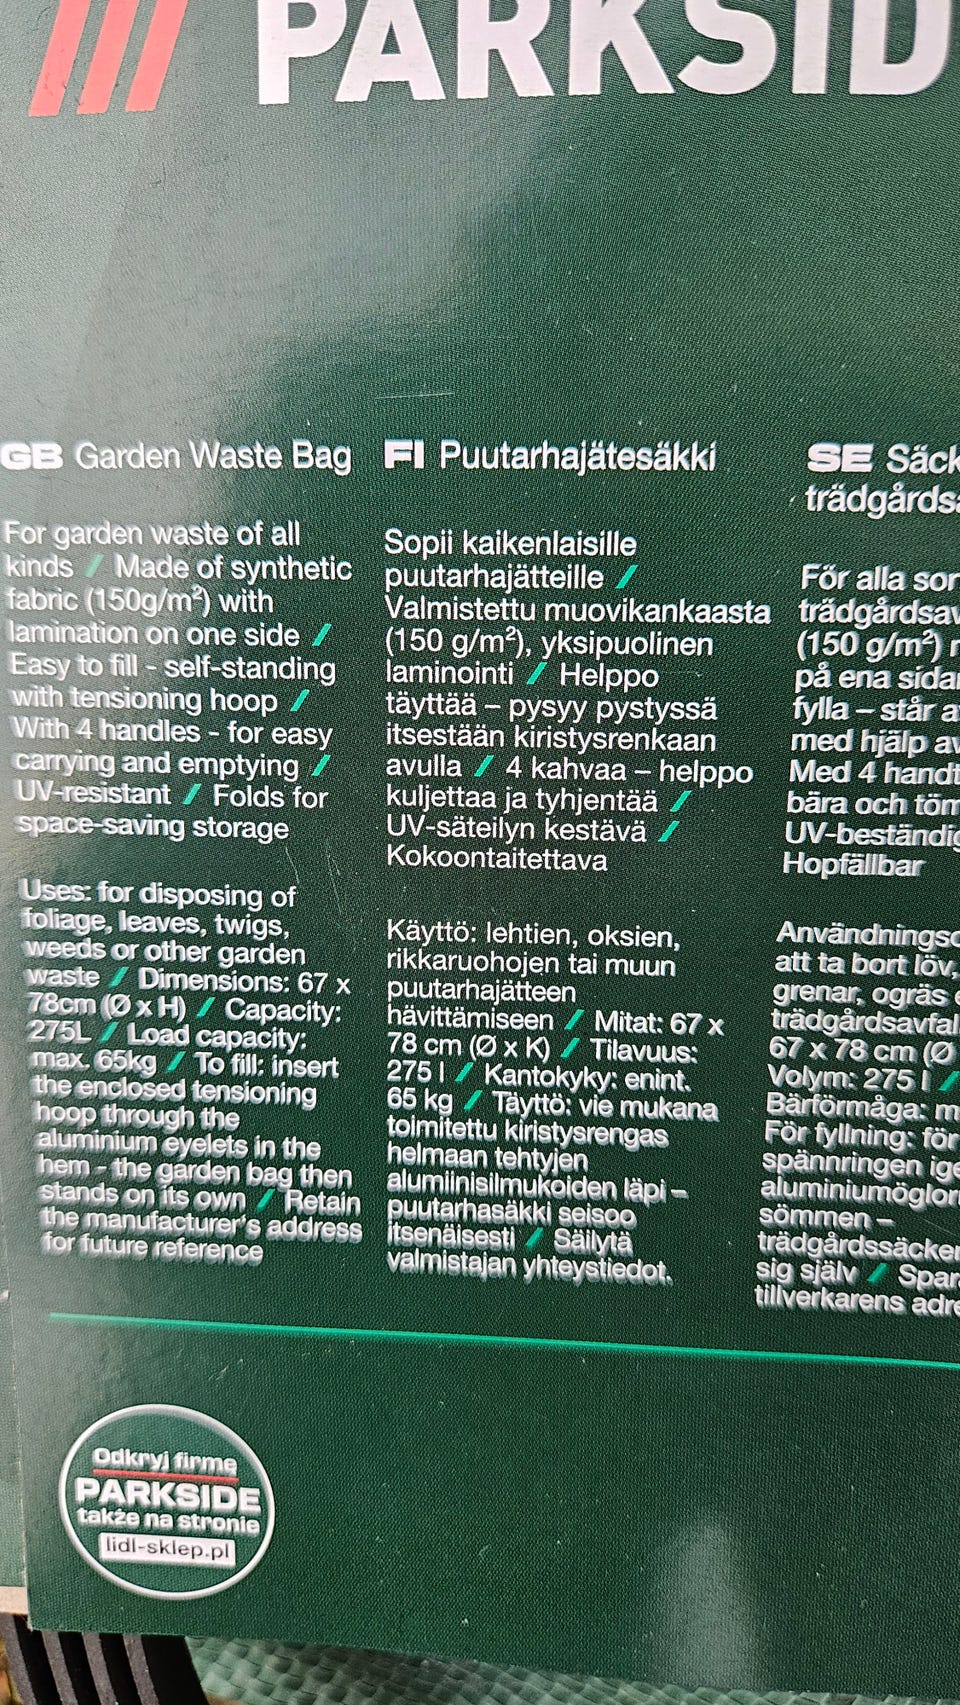 PARKSID
GB Garden Waste Bag
For garden waste of all
kinds / Made of synthetic
fabric (150g/m²) with
lamination on one side /
Easy to fill - self-standing
with tensioning hoop /
With 4 handles - for easy
carrying and emptying /
UV-resistant / Folds for
space-saving storage
Uses: for disposing of
foliage, leaves, twigs,
weeds or other garden
waste / Dimensions: 67 x
78cm (Ø x H) / Capacity:
275L / Load capacity:
max. 65kg / To fill: insert
the enclosed tensioning
hoop through the
aluminium eyelets in the
hem - the garden bag then
stands on its own / Retain
the manufacturer's address
for future reference
FI Puutarhajätesäkki
Sopii kaikenlaisille
puutarhajätteille /
Valmistettu muovikankaasta
(150 g/m²), yksipuolinen
laminointi / Helppo
täyttää – pysyy pystyssä
itsestään kiristysrenkaan
avulla / 4 kahvaa – helppo
kuljettaa ja tyhjentää /
UV-säteilyn kestävä /
Kokoontaitettava
Käyttö: lehtien, oksien,
rikkaruohojen tai muun
puutarhajätteen
hävittämiseen / Mitat: 67 x
78 cm (Ø x K) / Tilavuus:
275 l / Kantokyky: enint.
65 kg / Täyttö: vie mukana
toimitettu kiristysrengas
helmaan tehtyjen
alumiinisilmukoiden läpi –
puutarhasäkki seisoo
itsenäisesti / Säilytä
valmistajan yhteystiedot.
SE Säck
trädgårdsa
För alla sor
trädgårdsav
(150 g/m²) r
på ena sidan
fylla – står a
med hjälp av
Med 4 handt
bära och töm
UV-beständig
Hopfällbar
Användningso
att ta bort löv,
grenar, ogräs e
trädgårdsavfal
67 x 78 cm (Ø
Volym: 275 l /
Bärförmåga: m
För fyllning: för
spännringen ige
aluminiumöglor
sömmen –
trädgårdssäcken
sig själv / Spar
tillverkarens adre
Odkryj firmę
PARKSIDE
także na stronie
lidl-sklep.pl